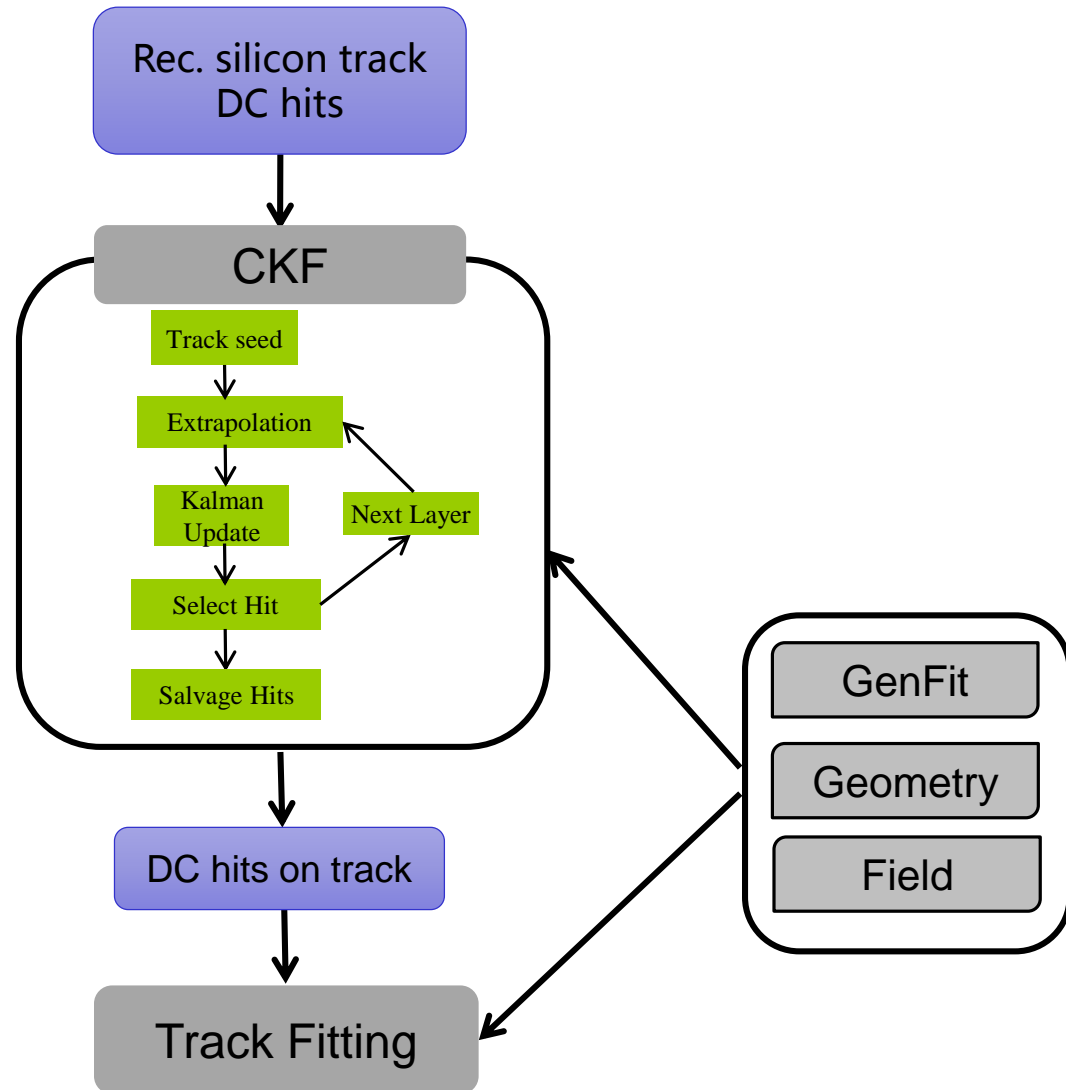 Rec. silicon track
DC hits
CKF
Track seed
Extrapolation
Kalman
Update
Next Layer
Select Hit
Salvage Hits
GenFit
Geometry
Field
DC hits on track
Track Fitting